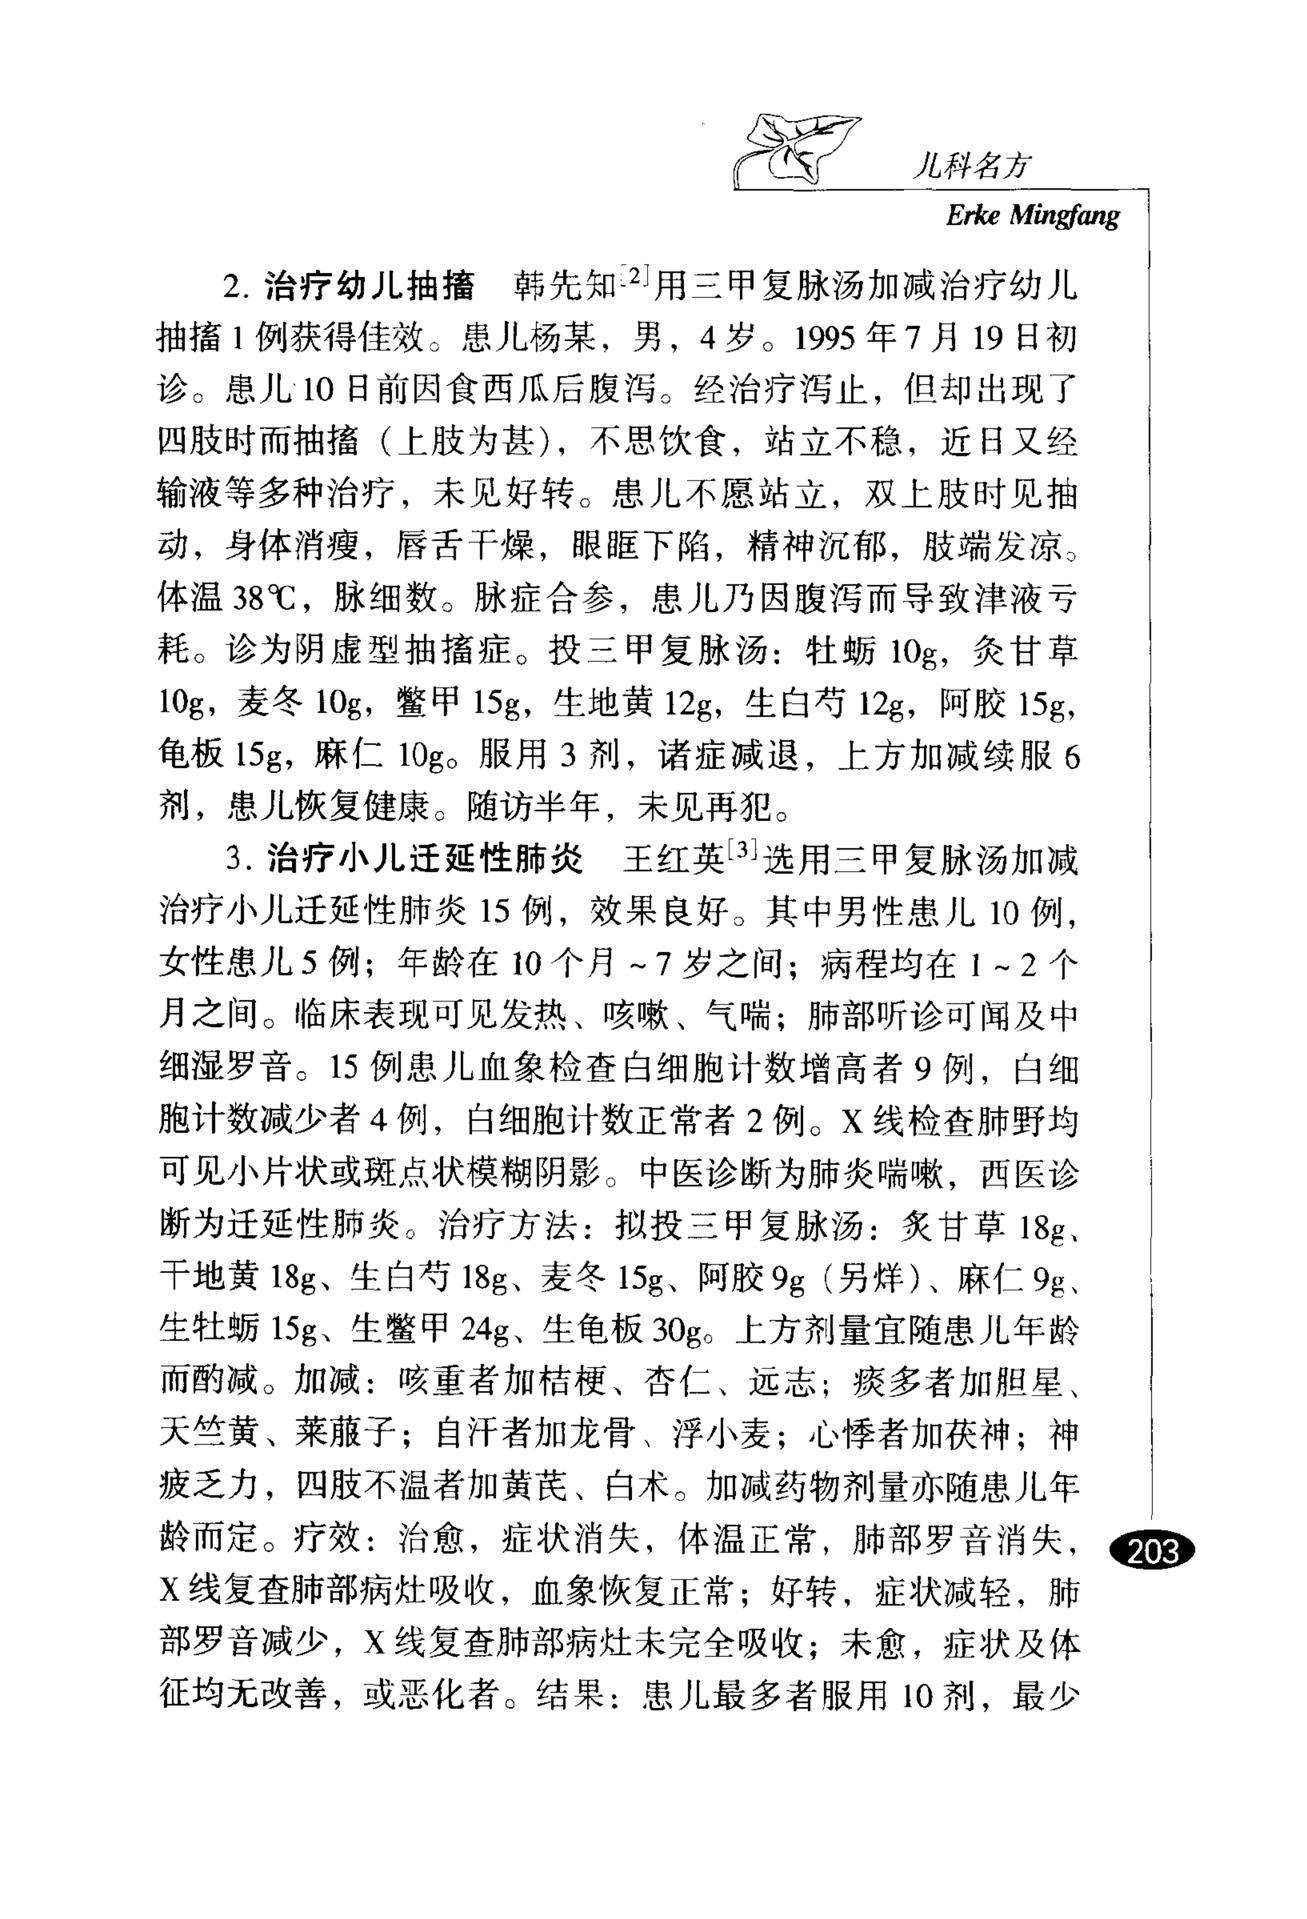 儿科名方
Erke Mingfang
2. 治疗幼儿抽搐　韩先知[2]用三甲复脉汤加减治疗幼儿
抽搐 1 例获得佳效。患儿杨某，男，4 岁。1995 年 7 月 19 日初
诊。患儿 10 日前因食西瓜后腹泻。经治疗泻止，但却出现了
四肢时而抽搐（上肢为甚），不思饮食，站立不稳，近日又经
输液等多种治疗，未见好转。患儿不愿站立，双上肢时见抽
动，身体消瘦，唇舌干燥，眼眶下陷，精神沉郁，肢端发凉。
体温 38℃，脉细数。脉症合参，患儿乃因腹泻而导致津液亏
耗。诊为阴虚型抽搐症。投三甲复脉汤：牡蛎 10g，灸甘草
10g，麦冬 10g，鳖甲 15g，生地黄 12g，生白芍 12g，阿胶 15g，
龟板 15g，麻仁 10g。服用 3 剂，诸症减退，上方加减续服 6
剂，患儿恢复健康。随访半年，未见再犯。
3. 治疗小儿迁延性肺炎　王红英[3]选用三甲复脉汤加减
治疗小儿迁延性肺炎 15 例，效果良好。其中男性患儿 10 例，
女性患儿 5 例；年龄在 10 个月 ~ 7 岁之间；病程均在 1 ~ 2 个
月之间。临床表现可见发热、咳嗽、气喘；肺部听诊可闻及中
细湿罗音。15 例患儿血象检查白细胞计数增高者 9 例，白细
胞计数减少者 4 例，白细胞计数正常者 2 例。X 线检查肺野均
可见小片状或斑点状模糊阴影。中医诊断为肺炎喘嗽，西医诊
断为迁延性肺炎。治疗方法：拟投三甲复脉汤：炙甘草 18g、
干地黄 18g、生白芍 18g、麦冬 15g、阿胶 9g（另烊）、麻仁 9g、
生牡蛎 15g、生鳖甲 24g、生龟板 30g。上方剂量宜随患儿年龄
而酌减。加减：咳重者加桔梗、杏仁、远志；痰多者加胆星、
天竺黄、莱菔子；自汗者加龙骨、浮小麦；心悸者加茯神；神
疲乏力，四肢不温者加黄芪、白术。加减药物剂量亦随患儿年
龄而定。疗效：治愈，症状消失，体温正常，肺部罗音消失，
X 线复查肺部病灶吸收，血象恢复正常；好转，症状减轻，肺
部罗音减少，X 线复查肺部病灶未完全吸收；未愈，症状及体
征均无改善，或恶化者。结果：患儿最多者服用 10 剂，最少
203